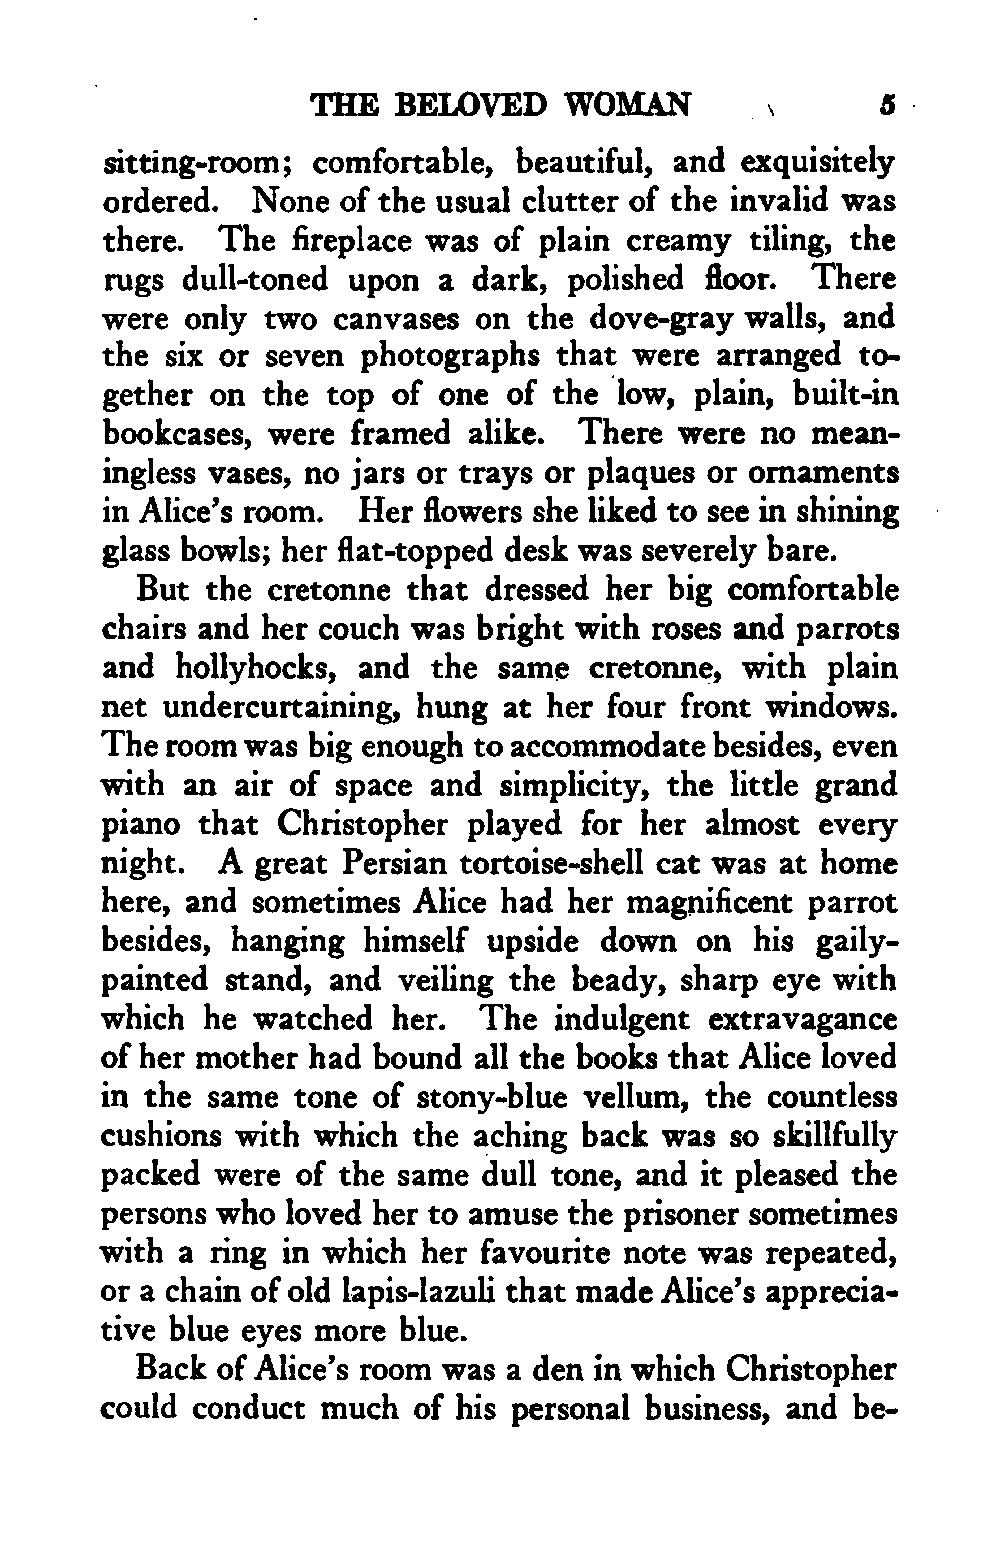 THE BELOVED WOMAN 5
sitting-room; comfortable, beautiful, and exquisitely
ordered. None of the usual clutter of the invalid was
there. The fireplace was of plain creamy tiling, the
rugs dull-toned upon a dark, polished floor. There
were only two canvases on the dove-gray walls, and
the six or seven photographs that were arranged to-
gether on the top of one of the low, plain, built-in
bookcases, were framed alike. There were no mean-
ingless vases, no jars or trays or plaques or ornaments
in Alice's room. Her flowers she liked to see in shining
glass bowls; her flat-topped desk was severely bare.
But the cretonne that dressed her big comfortable
chairs and her couch was bright with roses and parrots
and hollyhocks, and the same cretonne, with plain
net undercurtaining, hung at her four front windows.
The room was big enough to accommodate besides, even
with an air of space and simplicity, the little grand
piano that Christopher played for her almost every
night. A great Persian tortoise-shell cat was at home
here, and sometimes Alice had her magnificent parrot
besides, hanging himself upside down on his gaily-
painted stand, and veiling the beady, sharp eye with
which he watched her. The indulgent extravagance
of her mother had bound all the books that Alice loved
in the same tone of stony-blue vellum, the countless
cushions with which the aching back was so skillfully
packed were of the same dull tone, and it pleased the
persons who loved her to amuse the prisoner sometimes
with a ring in which her favourite note was repeated,
or a chain of old lapis-lazuli that made Alice's apprecia-
tive blue eyes more blue.
Back of Alice's room was a den in which Christopher
could conduct much of his personal business, and be-